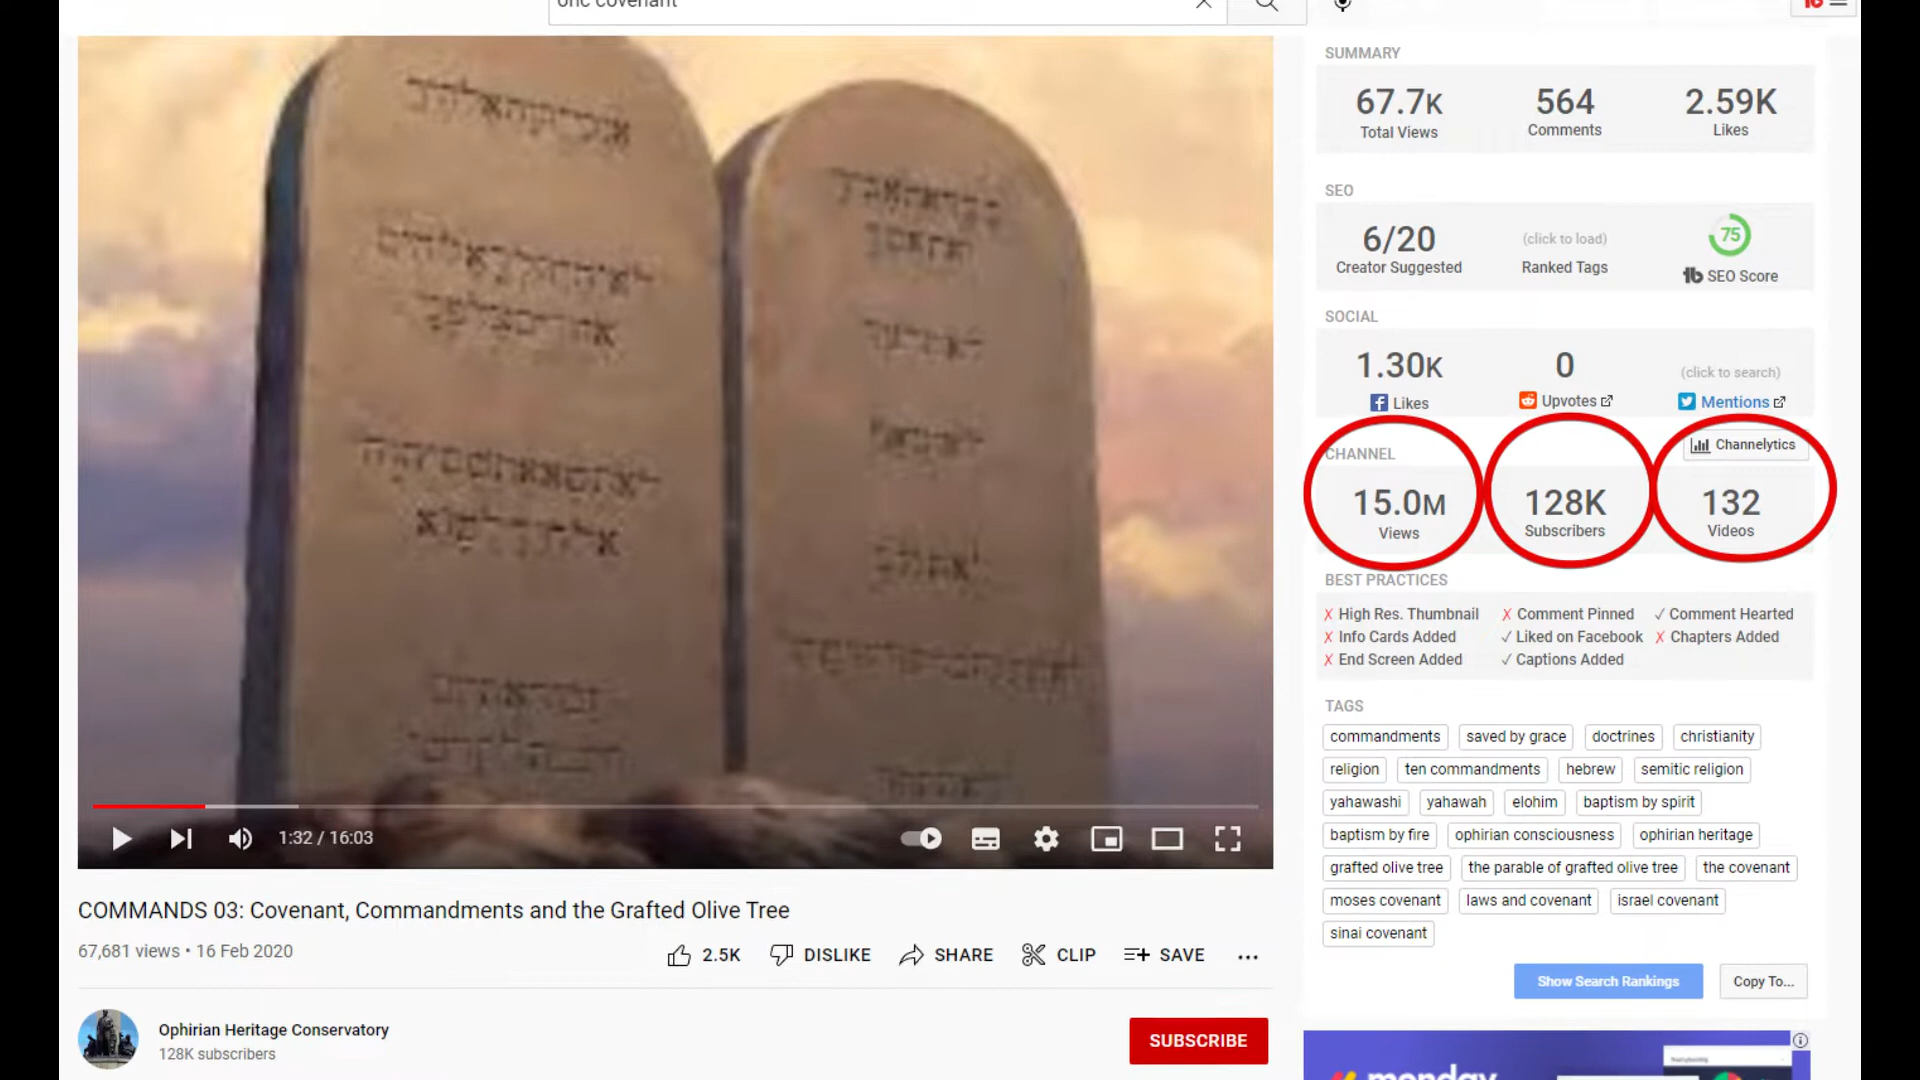 ohc covenant
SUMMARY
67.7K 564 2.59K
Total Views Comments Likes
SEO
6/20 (click to load) 75
Creator Suggested Ranked Tags SEO Score
SOCIAL
1.30K 0 (click to search)
Likes Upvotes Mentions
CHANNEL Channelytics
15.0M 128K 132
Views Subscribers Videos
BEST PRACTICES
✗ High Res. Thumbnail ✗ Comment Pinned ✓ Comment Hearted
✗ Info Cards Added ✓ Liked on Facebook ✗ Chapters Added
✗ End Screen Added ✓ Captions Added
TAGS
commandments saved by grace doctrines christianity
religion ten commandments hebrew semitic religion
yahawashi yahawah elohim baptism by spirit
baptism by fire ophirian consciousness ophirian heritage
grafted olive tree the parable of grafted olive tree the covenant
moses covenant laws and covenant israel covenant
sinai covenant
Show Search Rankings Copy To...
monday
1:32 / 16:03
COMMANDS 03: Covenant, Commandments and the Grafted Olive Tree
67,681 views • 16 Feb 2020
2.5K DISLIKE SHARE CLIP SAVE ...
Ophirian Heritage Conservatory
128K subscribers
SUBSCRIBE